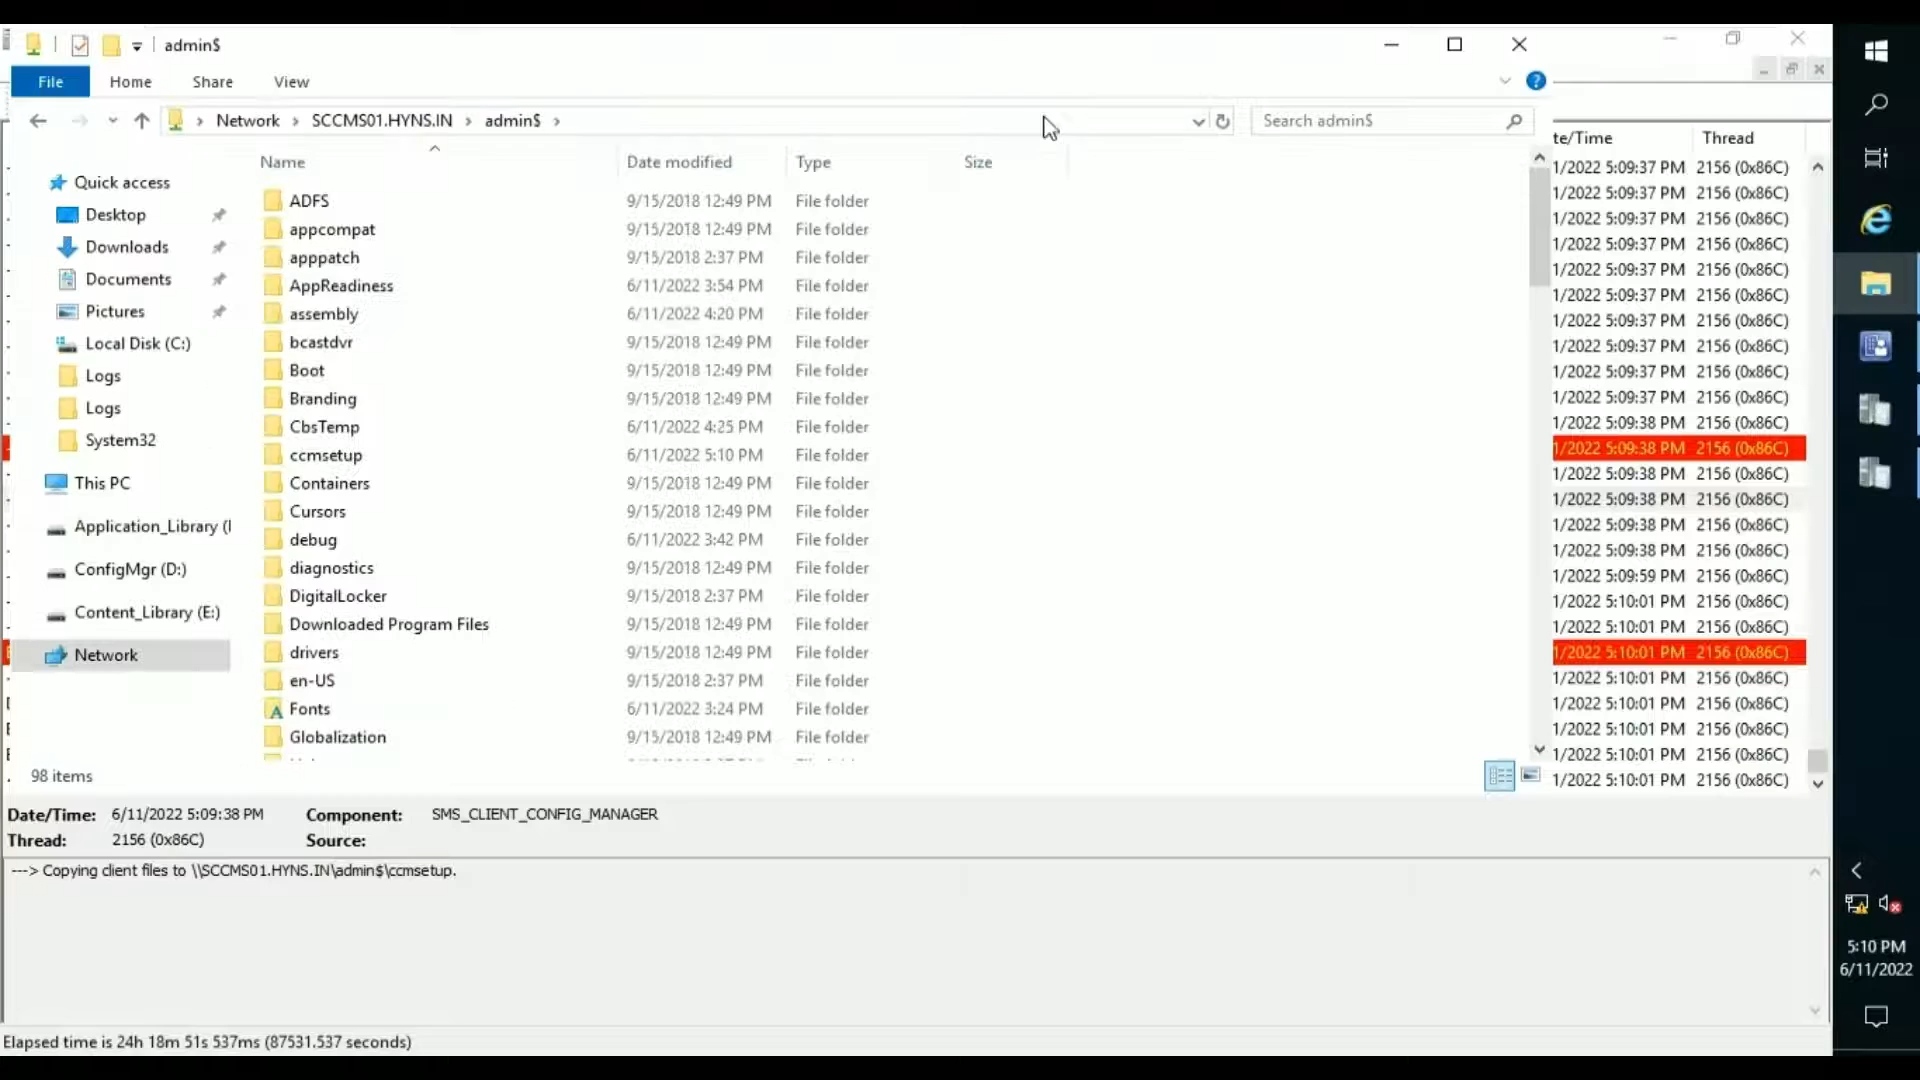 admin$
File Home Share View
Network SCCMS01.HYNS.IN admin$
Search admin$
Name Date modified Type Size
Quick access
Desktop
Downloads
Documents
Pictures
Local Disk (C:)
Logs
Logs
System32
This PC
Application_Library (
ConfigMgr (D:)
Content_Library (E:)
Network
ADFS 9/15/2018 12:49 PM File folder
appcompat 9/15/2018 12:49 PM File folder
apppatch 9/15/2018 2:37 PM File folder
AppReadiness 6/11/2022 3:54 PM File folder
assembly 6/11/2022 4:20 PM File folder
bcastdvr 9/15/2018 12:49 PM File folder
Boot 9/15/2018 12:49 PM File folder
Branding 9/15/2018 12:49 PM File folder
CbsTemp 6/11/2022 4:25 PM File folder
ccmsetup 6/11/2022 5:10 PM File folder
Containers 9/15/2018 12:49 PM File folder
Cursors 9/15/2018 12:49 PM File folder
debug 6/11/2022 3:42 PM File folder
diagnostics 9/15/2018 12:49 PM File folder
DigitalLocker 9/15/2018 2:37 PM File folder
Downloaded Program Files 9/15/2018 12:49 PM File folder
drivers 9/15/2018 12:49 PM File folder
en-US 9/15/2018 2:37 PM File folder
Fonts 6/11/2022 3:24 PM File folder
Globalization 9/15/2018 12:49 PM File folder
98 items
te/Time Thread
1/2022 5:09:37 PM 2156 (0x86C)
1/2022 5:09:37 PM 2156 (0x86C)
1/2022 5:09:37 PM 2156 (0x86C)
1/2022 5:09:37 PM 2156 (0x86C)
1/2022 5:09:37 PM 2156 (0x86C)
1/2022 5:09:37 PM 2156 (0x86C)
1/2022 5:09:37 PM 2156 (0x86C)
1/2022 5:09:37 PM 2156 (0x86C)
1/2022 5:09:37 PM 2156 (0x86C)
1/2022 5:09:37 PM 2156 (0x86C)
1/2022 5:09:38 PM 2156 (0x86C)
1/2022 5:09:38 PM 2156 (0x86C)
1/2022 5:09:38 PM 2156 (0x86C)
1/2022 5:09:38 PM 2156 (0x86C)
1/2022 5:09:38 PM 2156 (0x86C)
1/2022 5:09:38 PM 2156 (0x86C)
1/2022 5:09:59 PM 2156 (0x86C)
1/2022 5:10:01 PM 2156 (0x86C)
1/2022 5:10:01 PM 2156 (0x86C)
1/2022 5:10:01 PM 2156 (0x86C)
1/2022 5:10:01 PM 2156 (0x86C)
1/2022 5:10:01 PM 2156 (0x86C)
1/2022 5:10:01 PM 2156 (0x86C)
1/2022 5:10:01 PM 2156 (0x86C)
1/2022 5:10:01 PM 2156 (0x86C)
Date/Time: 6/11/2022 5:09:38 PM Component: SMS_CLIENT_CONFIG_MANAGER
Thread: 2156 (0x86C) Source:
---> Copying client files to \\SCCMS01.HYNS.IN\admin$\ccmsetup.
Elapsed time is 24h 18m 51s 537ms (87531.537 seconds)
5:10 PM
6/11/2022